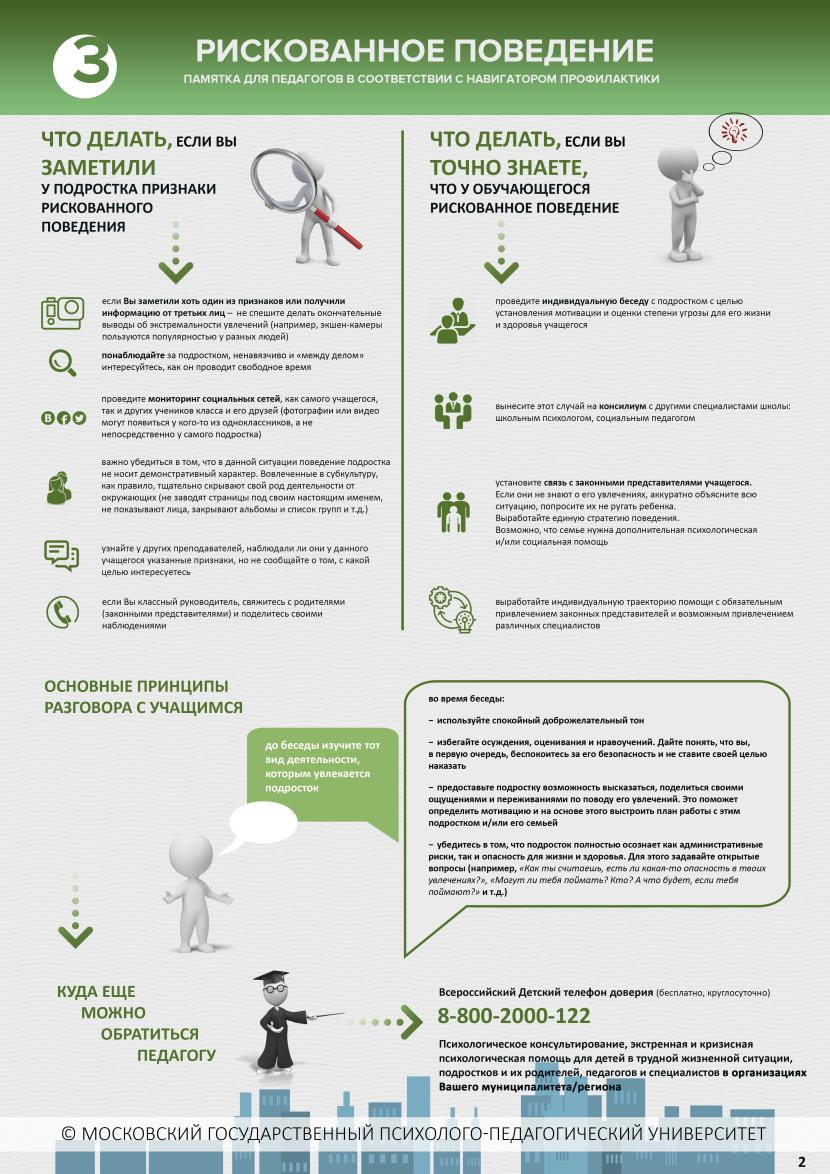 3
РИСКОВАННОЕ ПОВЕДЕНИЕ
ПАМЯТКА ДЛЯ ПЕДАГОГОВ В СООТВЕТСТВИИ С НАВИГАТОРОМ ПРОФИЛАКТИКИ
ЧТО ДЕЛАТЬ, ЕСЛИ ВЫ
ЗАМЕТИЛИ
У ПОДРОСТКА ПРИЗНАКИ
РИСКОВАННОГО
ПОВЕДЕНИЯ
если Вы заметили хоть один из признаков или получили
информацию от третьих лиц – не спешите делать окончательные
выводы об экстремальности увлечений (например, экшен-камеры
пользуются популярностью у разных людей)
понаблюдайте за подростком, ненавязчиво и «между делом»
интересуйтесь, как он проводит свободное время
проведите мониторинг социальных сетей, как самого учащегося,
так и других учеников класса и его друзей (фотографии или видео
могут появиться у кого-то из одноклассников, а не
непосредственно у самого подростка)
важно убедиться в том, что в данной ситуации поведение подростка
не носит демонстративный характер. Вовлеченные в субкультуру,
как правило, тщательно скрывают свой род деятельности от
окружающих (не заводят страницы под своим настоящим именем,
не показывают лица, закрывают альбомы и список групп и т.д.)
узнайте у других преподавателей, наблюдали ли они у данного
учащегося указанные признаки, но не сообщайте о том, с какой
целью интересуетесь
если Вы классный руководитель, свяжитесь с родителями
(законными представителями) и поделитесь своими
наблюдениями
ЧТО ДЕЛАТЬ, ЕСЛИ ВЫ
ТОЧНО ЗНАЕТЕ,
ЧТО У ОБУЧАЮЩЕГОСЯ
РИСКОВАННОЕ ПОВЕДЕНИЕ
проведите индивидуальную беседу с подростком с целью
установления мотивации и оценки степени угрозы для его жизни
и здоровья учащегося
вынесите этот случай на консилиум с другими специалистами школы:
школьным психологом, социальным педагогом
установите связь с законными представителями учащегося.
Если они не знают о его увлечениях, аккуратно объясните всю
ситуацию, попросите их не ругать ребенка.
Выработайте единую стратегию поведения.
Возможно, что семье нужна дополнительная психологическая
и/или социальная помощь
выработайте индивидуальную траекторию помощи с обязательным
привлечением законных представителей и возможным привлечением
различных специалистов
ОСНОВНЫЕ ПРИНЦИПЫ
РАЗГОВОРА С УЧАЩИМСЯ
до беседы изучите тот
вид деятельности,
которым увлекается
подросток
во время беседы:
– используйте спокойный доброжелательный тон
– избегайте осуждения, оценивания и нравоучений. Дайте понять, что вы,
в первую очередь, беспокоитесь за его безопасность и не ставите своей целью
наказать
– предоставьте подростку возможность высказаться, поделиться своими
ощущениями и переживаниями по поводу его увлечений. Это поможет
определить мотивацию и на основе этого выстроить план работы с этим
подростком и/или его семьей
– убедитесь в том, что подросток полностью осознает как административные
риски, так и опасность для жизни и здоровья. Для этого задавайте открытые
вопросы (например, «Как ты считаешь, есть ли какая-то опасность в твоих
увлечениях?», «Могут ли тебя поймать? Кто? А что будет, если тебя
поймают?» и т.д.)
КУДА ЕЩЕ
МОЖНО
ОБРАТИТЬСЯ
ПЕДАГОГУ
Всероссийский Детский телефон доверия (бесплатно, круглосуточно)
8-800-2000-122
Психологическое консультирование, экстренная и кризисная
психологическая помощь для детей в трудной жизненной ситуации,
подростков и их родителей, педагогов и специалистов в организациях
Вашего муниципалитета/региона
© МОСКОВСКИЙ ГОСУДАРСТВЕННЫЙ ПСИХОЛОГО-ПЕДАГОГИЧЕСКИЙ УНИВЕРСИТЕТ
2